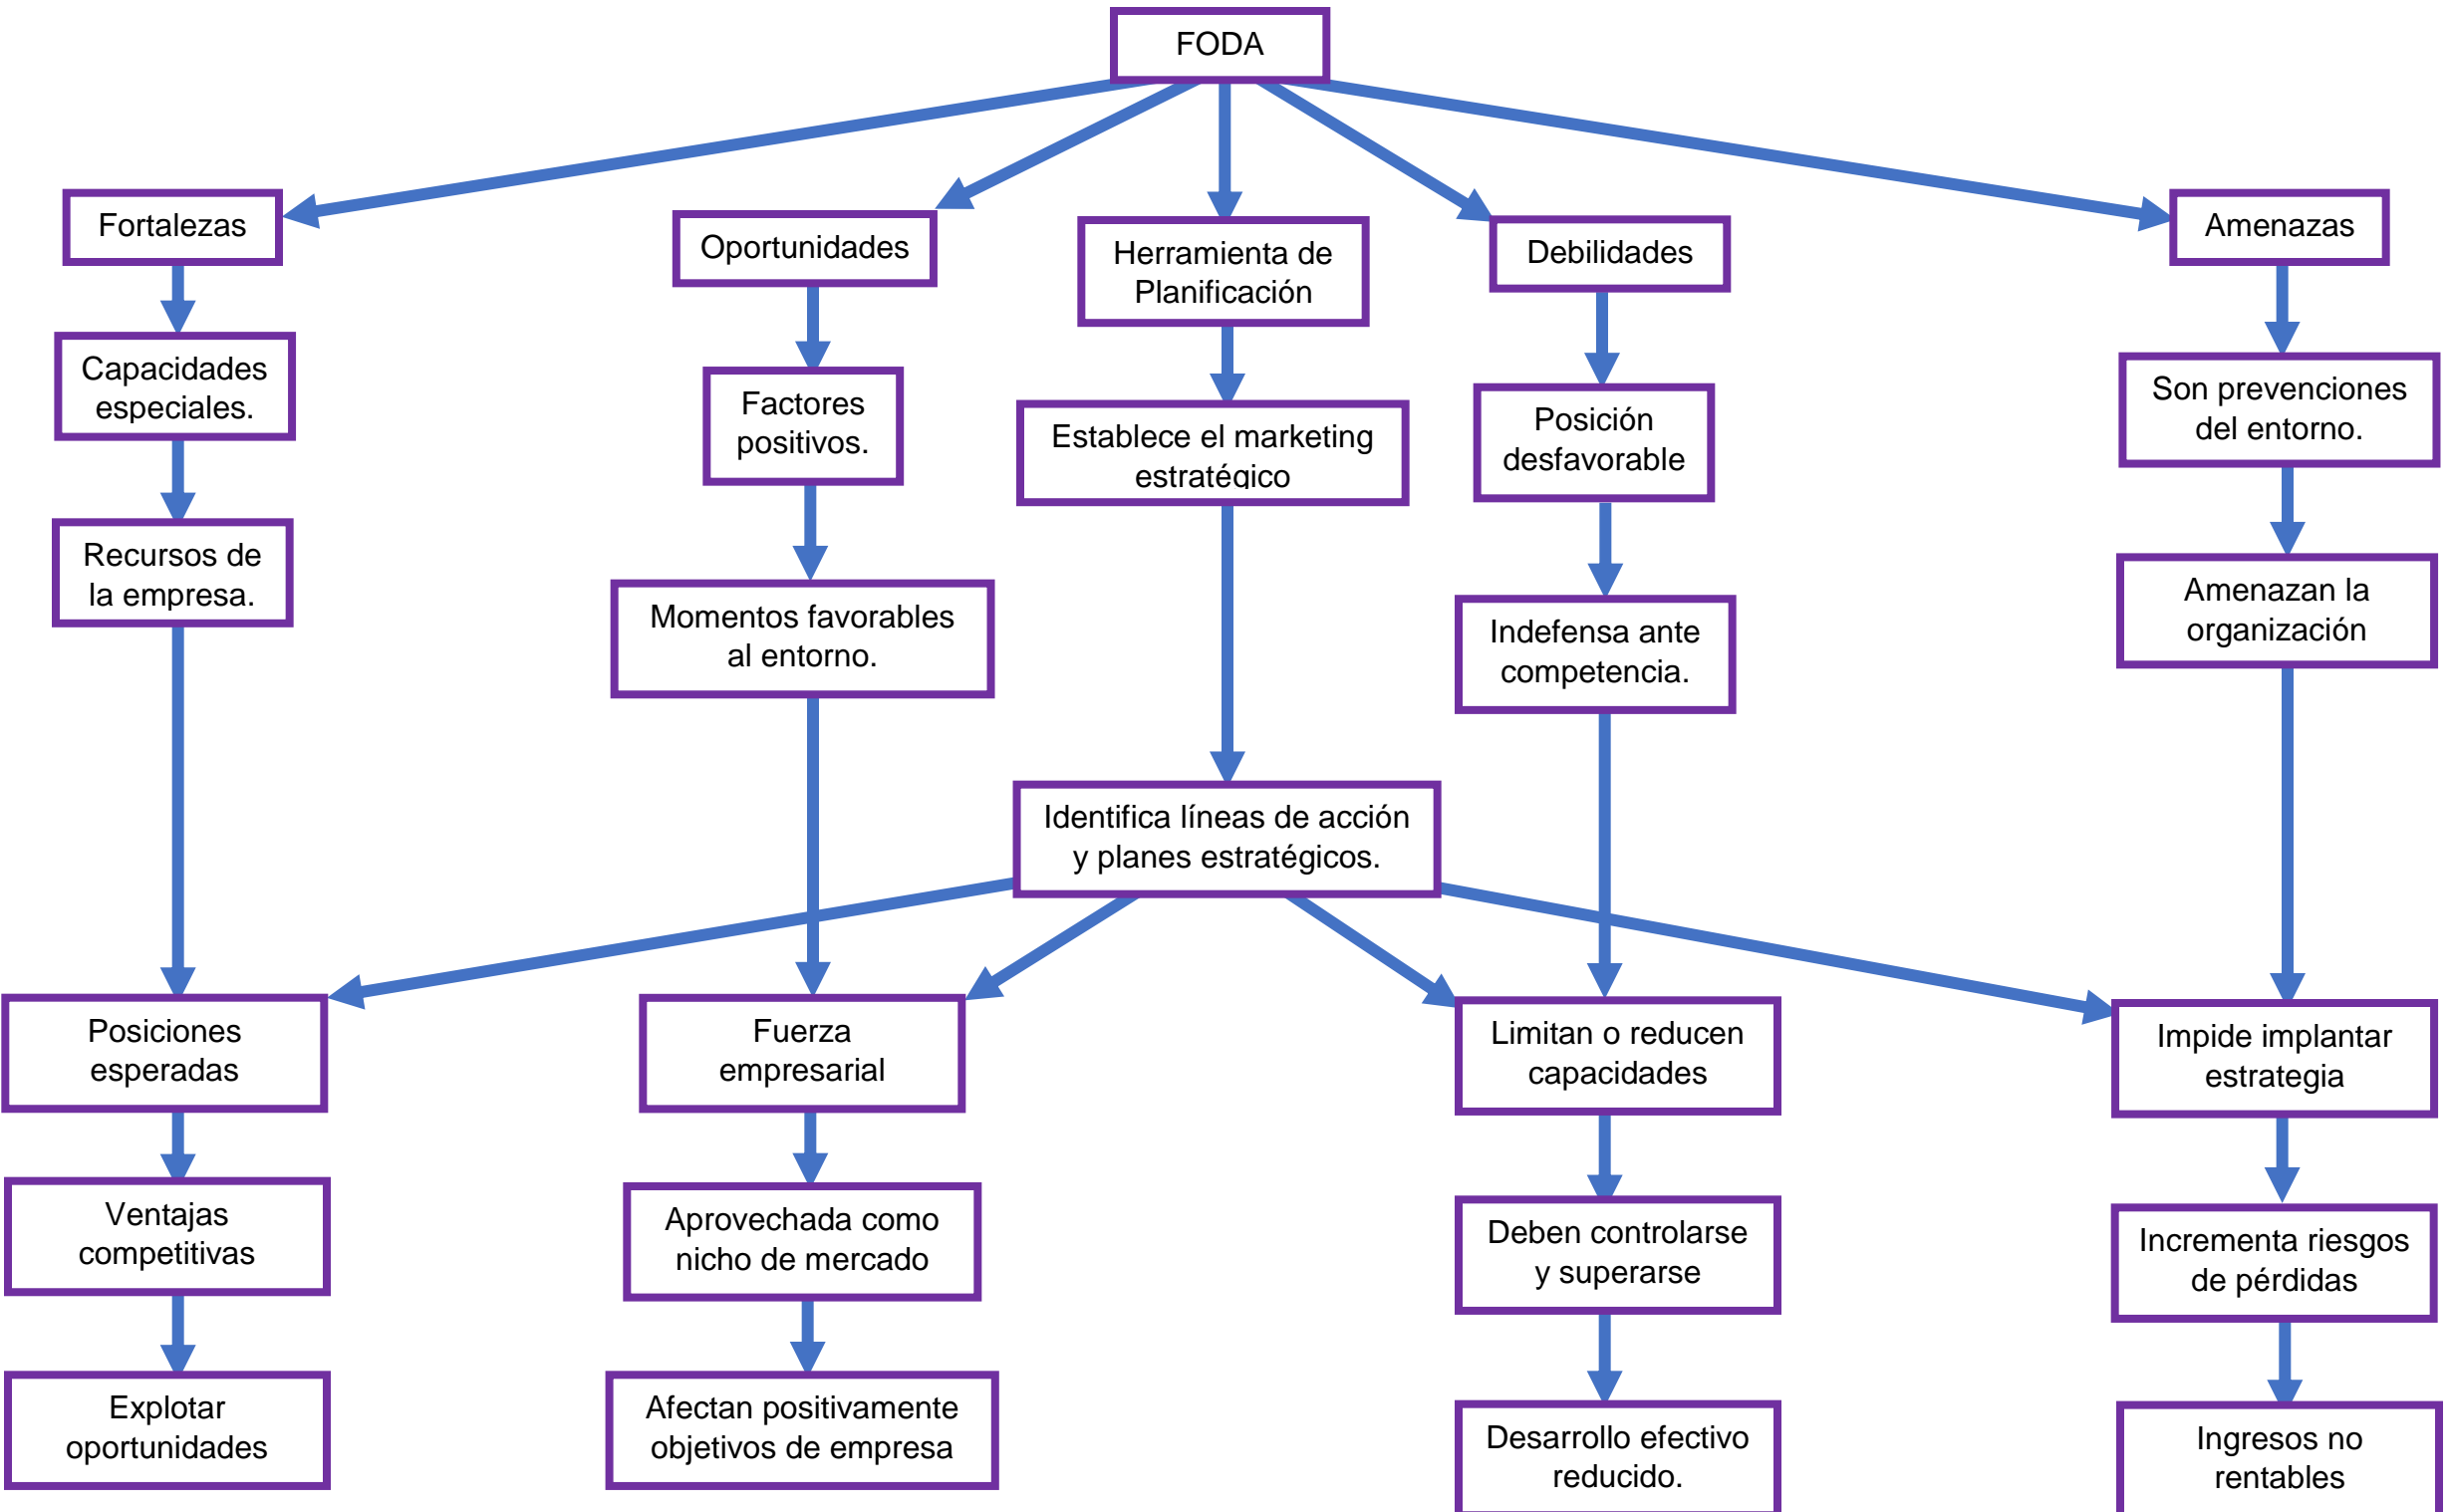 FODA
Fortalezas
Oportunidades
Herramienta de
Planificación
Debilidades
Amenazas
Capacidades
especiales.
Factores
positivos.
Establece el marketing
estratégico
Posición
desfavorable
Son prevenciones
del entorno.
Recursos de
la empresa.
Momentos favorables
al entorno.
Indefensa ante
competencia.
Amenazan la
organización
Identifica líneas de acción
y planes estratégicos.
Posiciones
esperadas
Fuerza
empresarial
Limitan o reducen
capacidades
Impide implantar
estrategia
Ventajas
competitivas
Aprovechada como
nicho de mercado
Deben controlarse
y superarse
Incrementa riesgos
de pérdidas
Explotar
oportunidades
Afectan positivamente
objetivos de empresa
Desarrollo efectivo
reducido.
Ingresos no
rentables